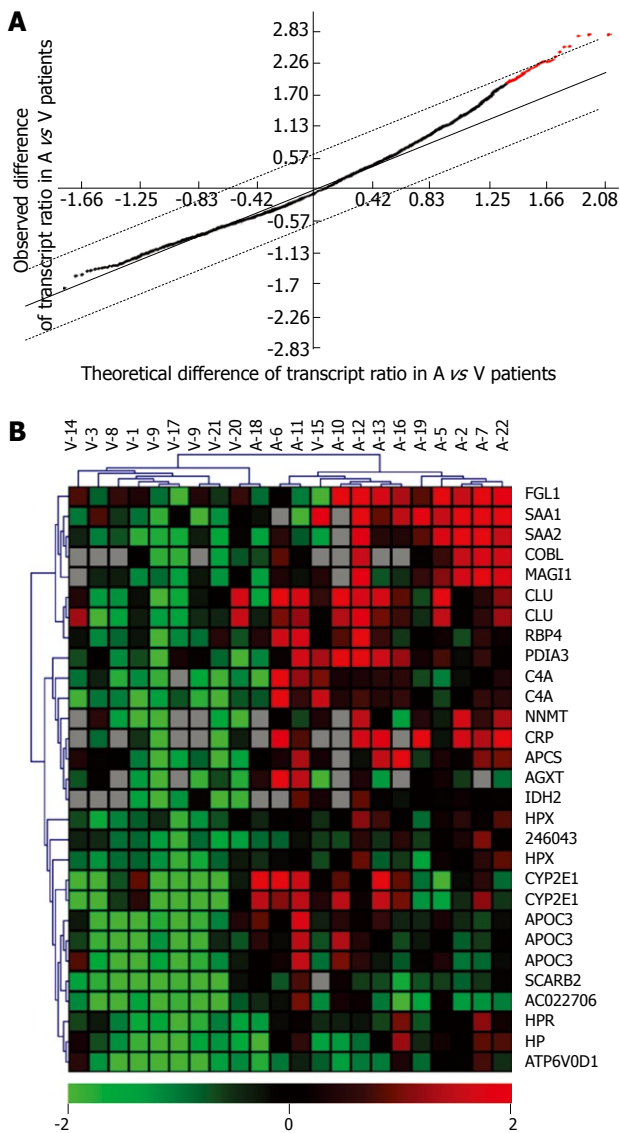 A
2.83
2.26
1.70
1.13
0.57
-1.66 -1.25 -0.83 -0.42 0.42 0.83 1.25 1.66 2.08
-0.57
-1.13
-1.7
-2.26
-2.83
Observed difference
of transcript ratio in A vs V patients
Theoretical difference of transcript ratio in A vs V patients
B
V-14 V-3 V-8 V-1 V-9 V-17 V-9 V-21 V-20 A-18 A-6 A-11 V-15 A-10 A-12 A-13 A-16 A-19 A-5 A-2 A-7 A-22
FGL1
SAA1
SAA2
COBL
MAGI1
CLU
CLU
RBP4
PDIA3
C4A
C4A
NNMT
CRP
APCS
AGXT
IDH2
HPX
246043
HPX
CYP2E1
CYP2E1
APOC3
APOC3
APOC3
SCARB2
AC022706
HPR
HP
ATP6V0D1
-2 0 2